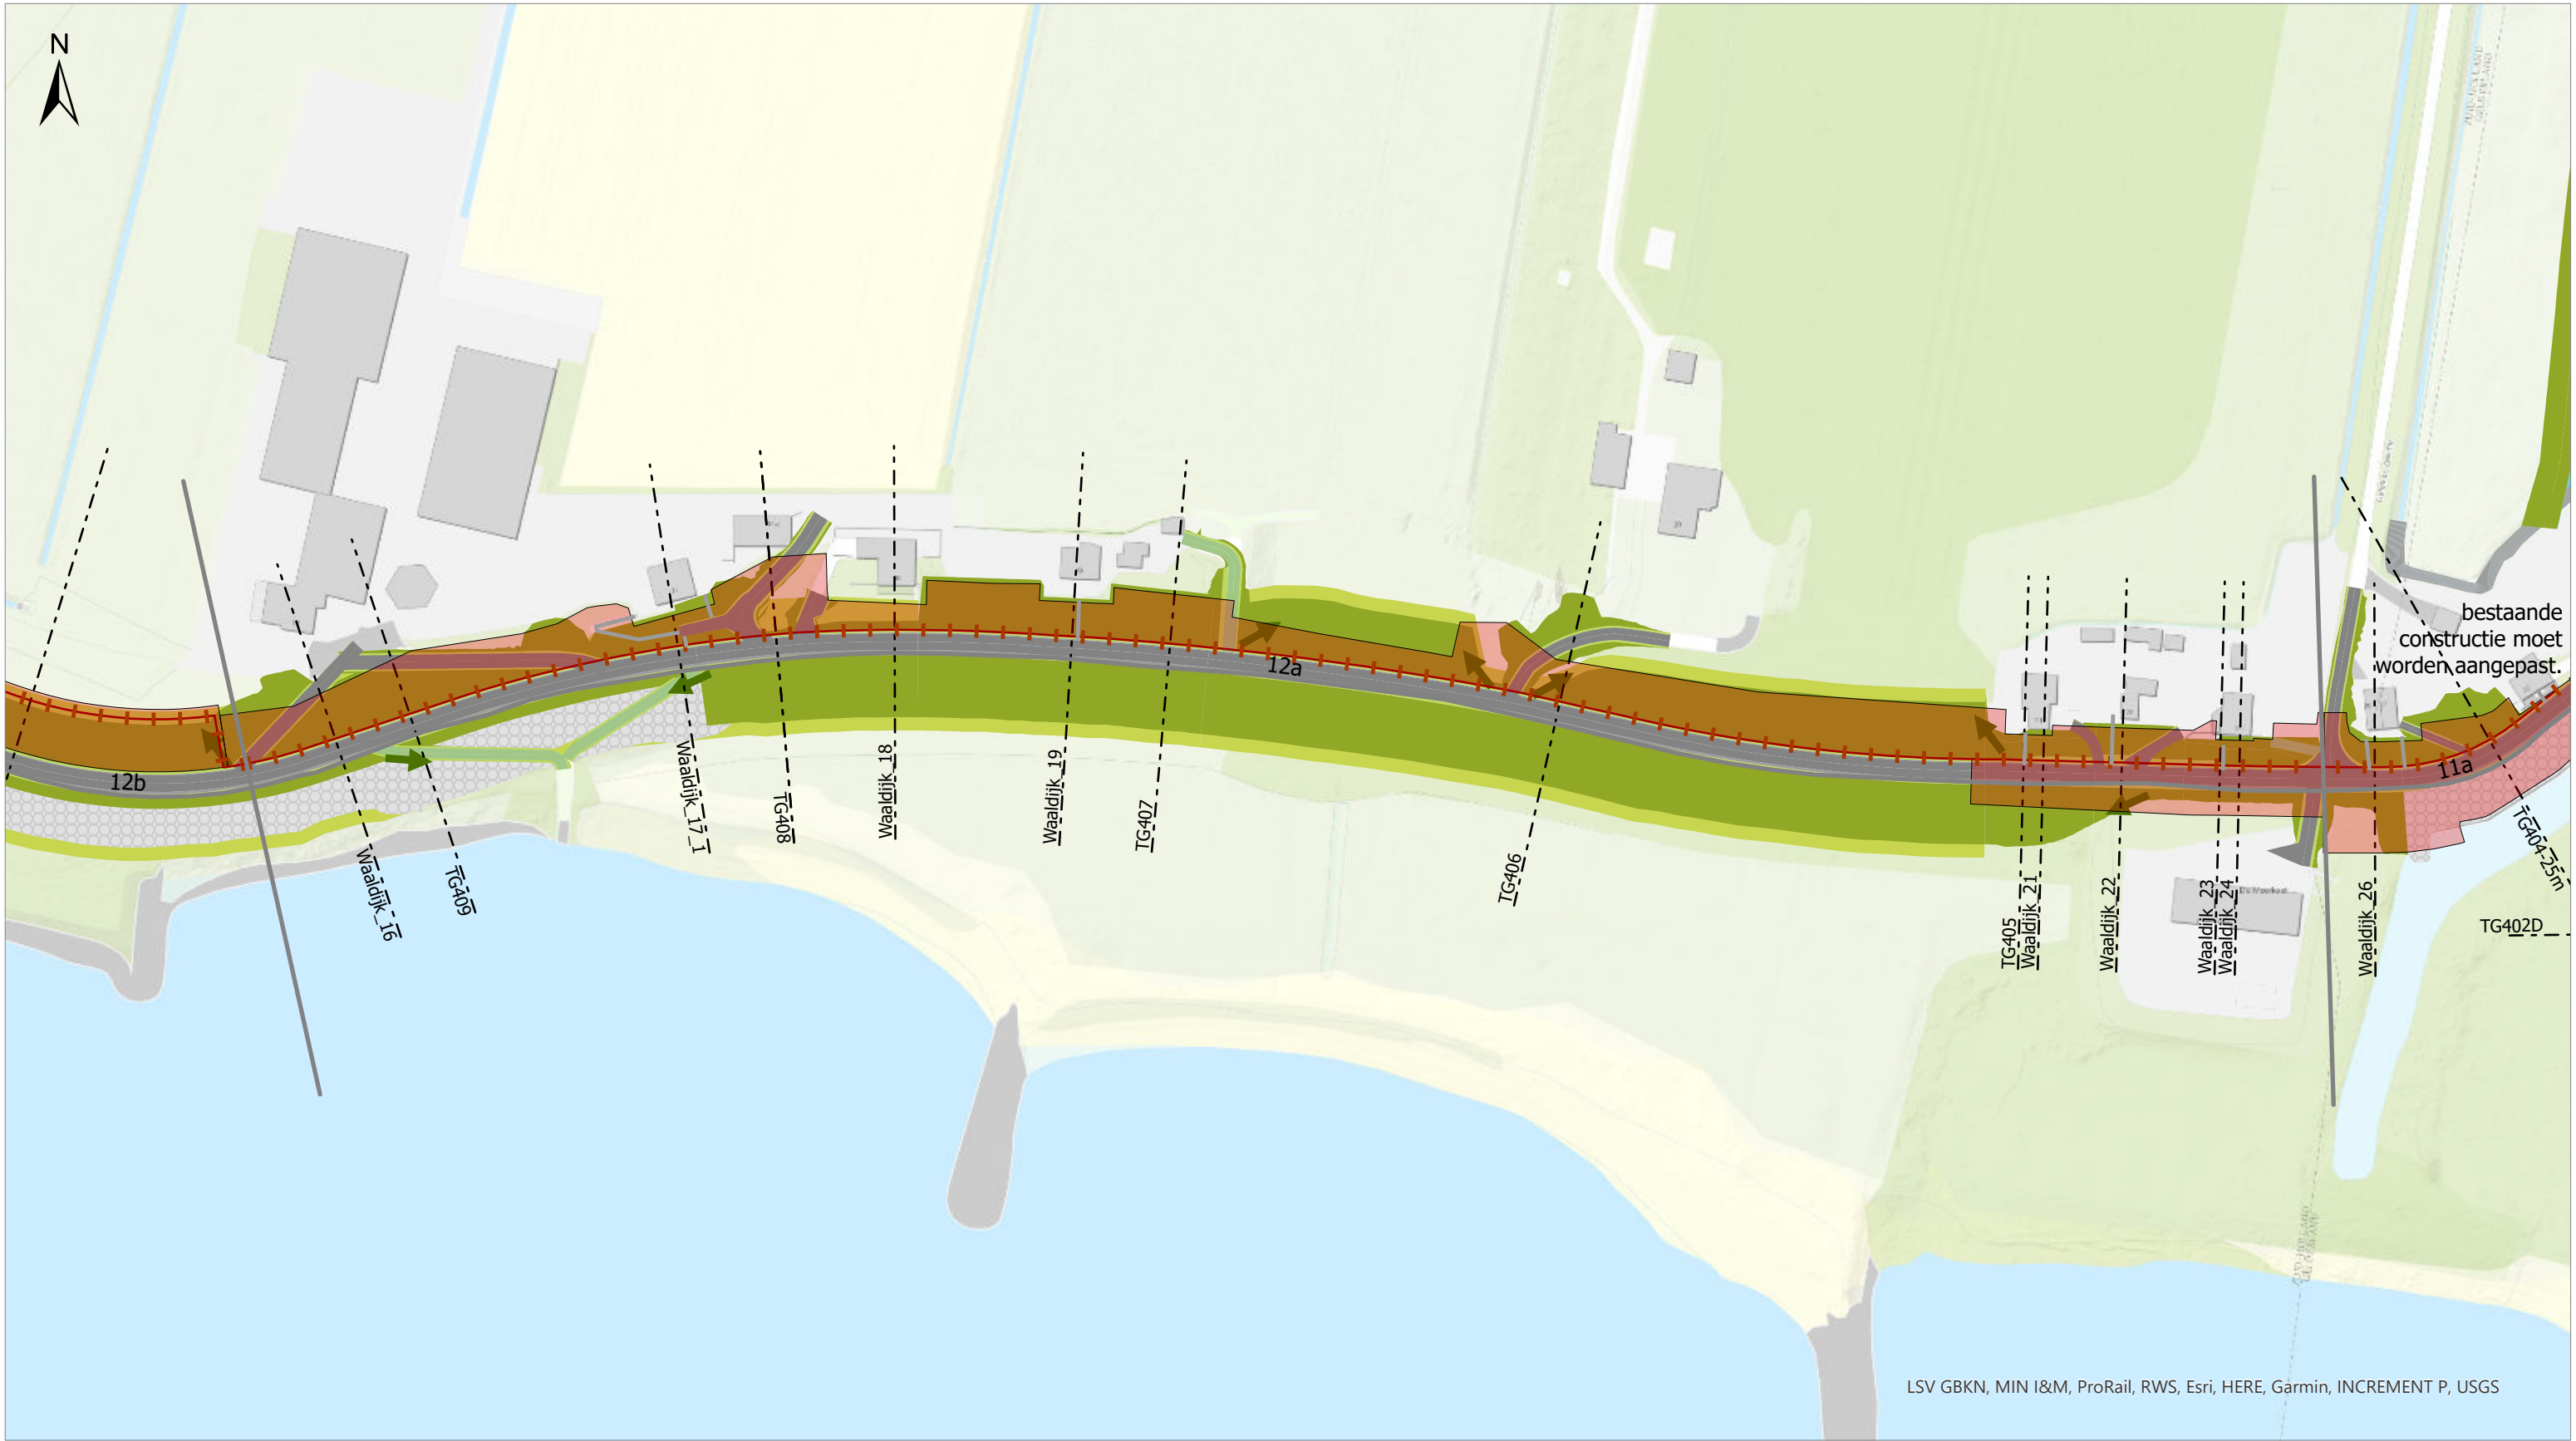 N
bestaande
constructie moet
worden aangepast.
12a
12b
11a
Waaldijk_16
TG409
Waaldijk_17_1
TG408
Waaldijk_18
Waaldijk_19
TG407
TG406
TG405
Waaldijk_21
Waaldijk_22
Waaldijk_23
Waaldijk_24
Waaldijk_26
TG404-25m
TG402D
LSV GBKN, MIN I&M, ProRail, RWS, Esri, HERE, Garmin, INCREMENT P, USGS